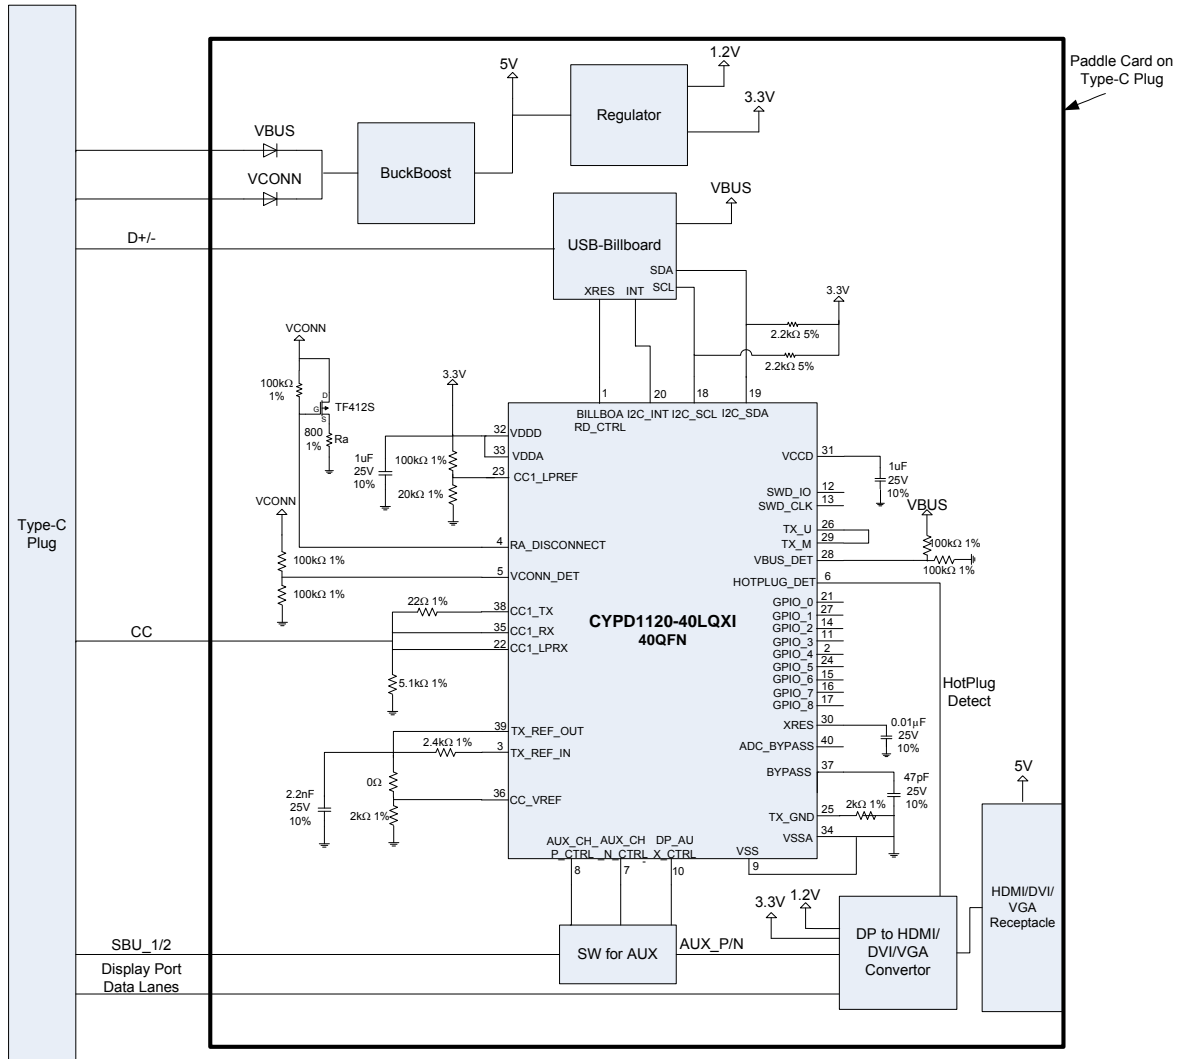 Paddle Card on
Type-C Plug
5V
1.2V
3.3V
Regulator
VBUS
VCONN
BuckBoost
VBUS
D+/-
USB-Billboard
SDA
SCL
XRES
INT
3.3V
2.2kΩ 5%
2.2kΩ 5%
VCONN
100kΩ
1%
D
G
S
TF412S
800
1%
Ra
3.3V
1
20
18
19
BILLBOA
RD_CTRL
I2C_INT
I2C_SCL
I2C_SDA
32
VDDD
33
VDDA
1uF
25V
10%
100kΩ 1%
23
CC1_LPREF
20kΩ 1%
31
VCCD
1uF
25V
10%
12
SWD_IO
13
SWD_CLK
VBUS
26
TX_U
29
TX_M
28
VBUS_DET
100kΩ 1%
100kΩ 1%
6
HOTPLUG_DET
Type-C
Plug
VCONN
4
RA_DISCONNECT
100kΩ 1%
5
VCONN_DET
100kΩ 1%
22Ω 1%
38
CC1_TX
35
CC1_RX
22
CC1_LPRX
CC
5.1kΩ 1%
CYPD1120-40LQXI
40QFN
21
GPIO_0
27
GPIO_1
14
GPIO_2
11
GPIO_3
2
GPIO_4
24
GPIO_5
15
GPIO_6
16
GPIO_7
17
GPIO_8
HotPlug
Detect
30
XRES
0.01µF
25V
10%
40
ADC_BYPASS
37
BYPASS
47pF
25V
10%
25
TX_GND
2kΩ 1%
34
VSSA
39
TX_REF_OUT
2.4kΩ 1%
3
TX_REF_IN
2.2nF
25V
10%
0Ω
36
CC_VREF
2kΩ 1%
AUX_CH_
P_CTRL
AUX_CH
_N_CTRL
DP_AU
X_CTRL
VSS
8
7
10
9
5V
HDMI/DVI/
VGA
Receptacle
3.3V
1.2V
DP to HDMI/
DVI/VGA
Convertor
SBU_1/2
SW for AUX
AUX_P/N
Display Port
Data Lanes